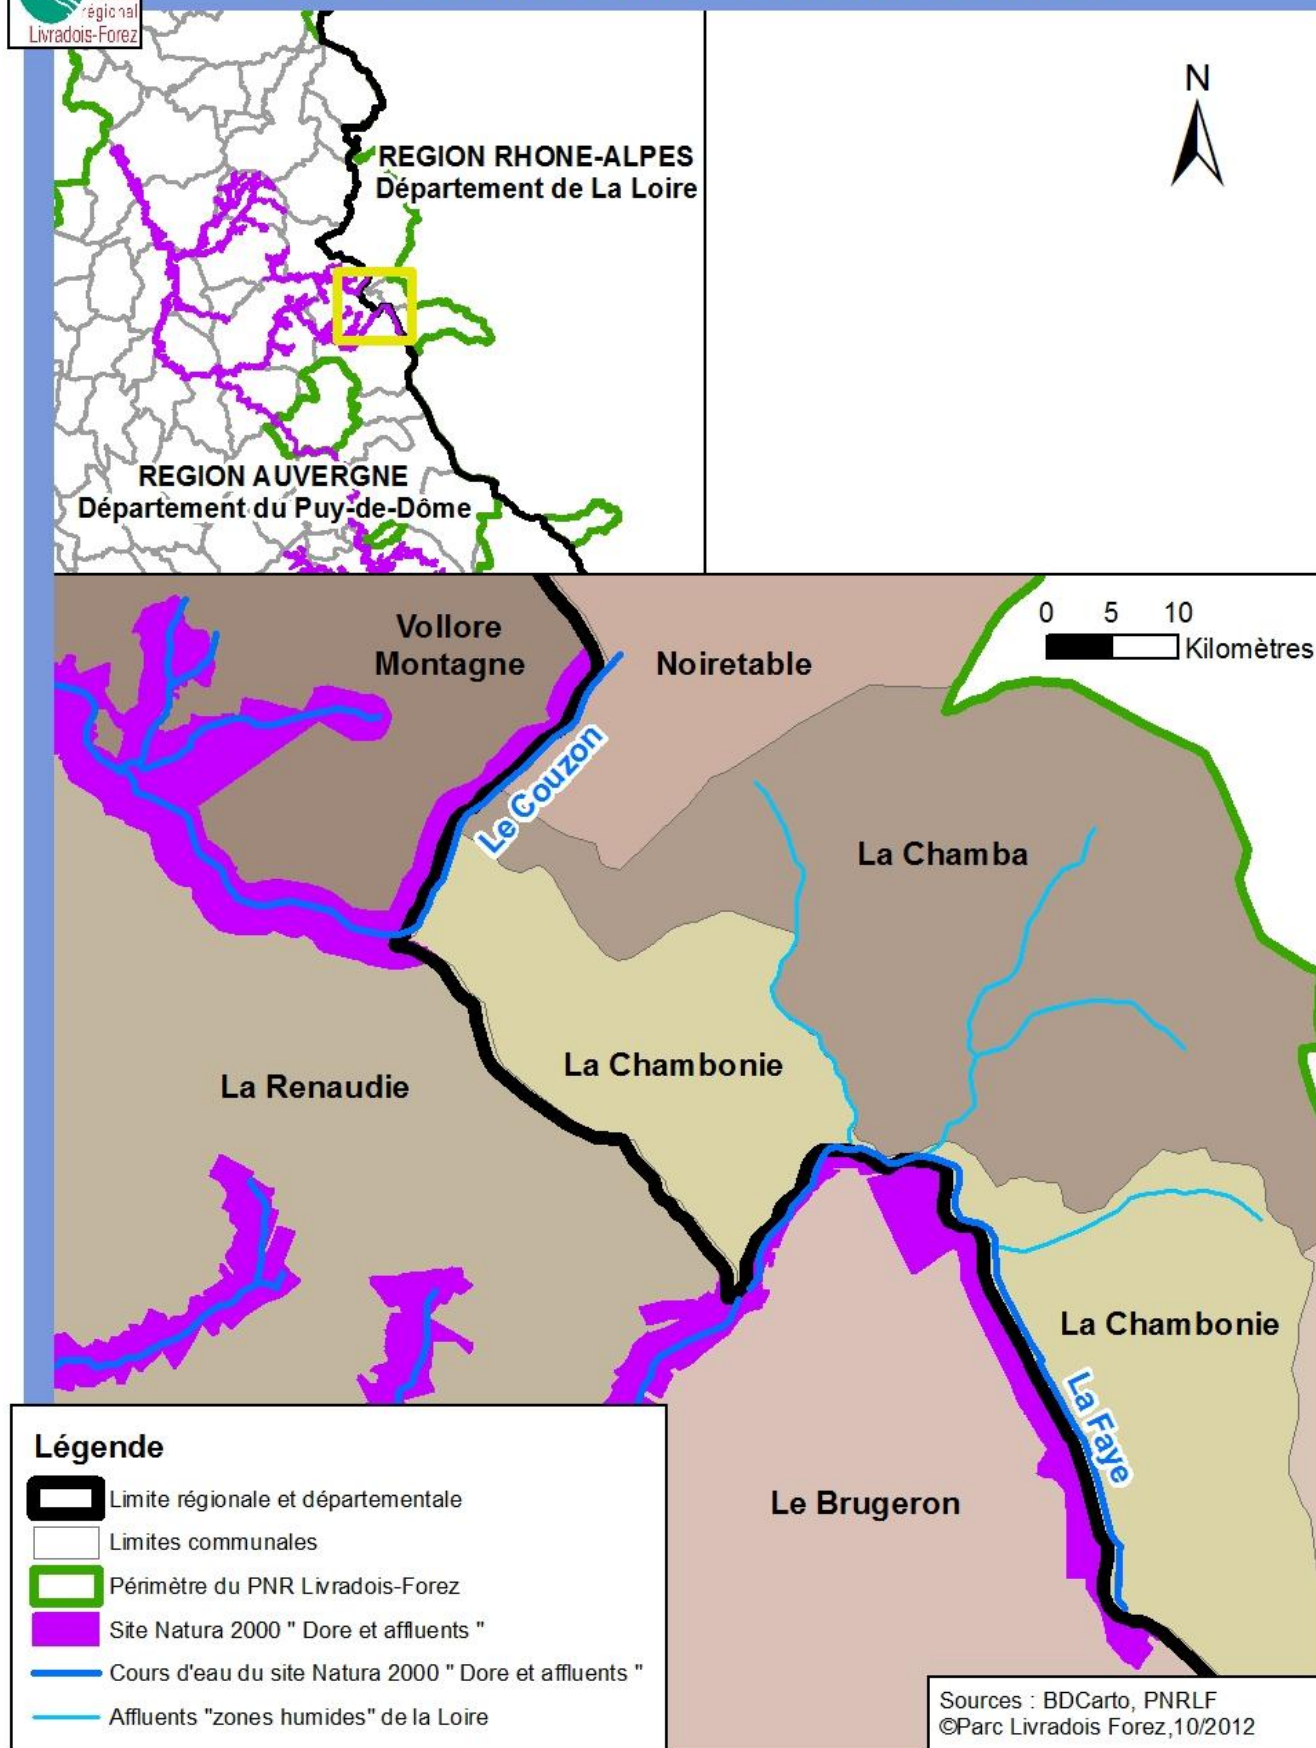 régional
Livradois-Forez
N
REGION RHONE-ALPES
Département de La Loire
REGION AUVERGNE
Département du Puy-de-Dôme
0 5 10
Kilomètres
Vollore
Montagne
Noiretable
Le Couzon
La Chamba
La Chambonie
La Renaudie
La Chambonie
La Faye
Le Brugeron
Légende
Limite régionale et départementale
Limites communales
Périmètre du PNR Livradois-Forez
Site Natura 2000 " Dore et affluents "
Cours d'eau du site Natura 2000 " Dore et affluents "
Affluents "zones humides" de la Loire
Sources : BDCarto, PNRLF
©Parc Livradois Forez,10/2012